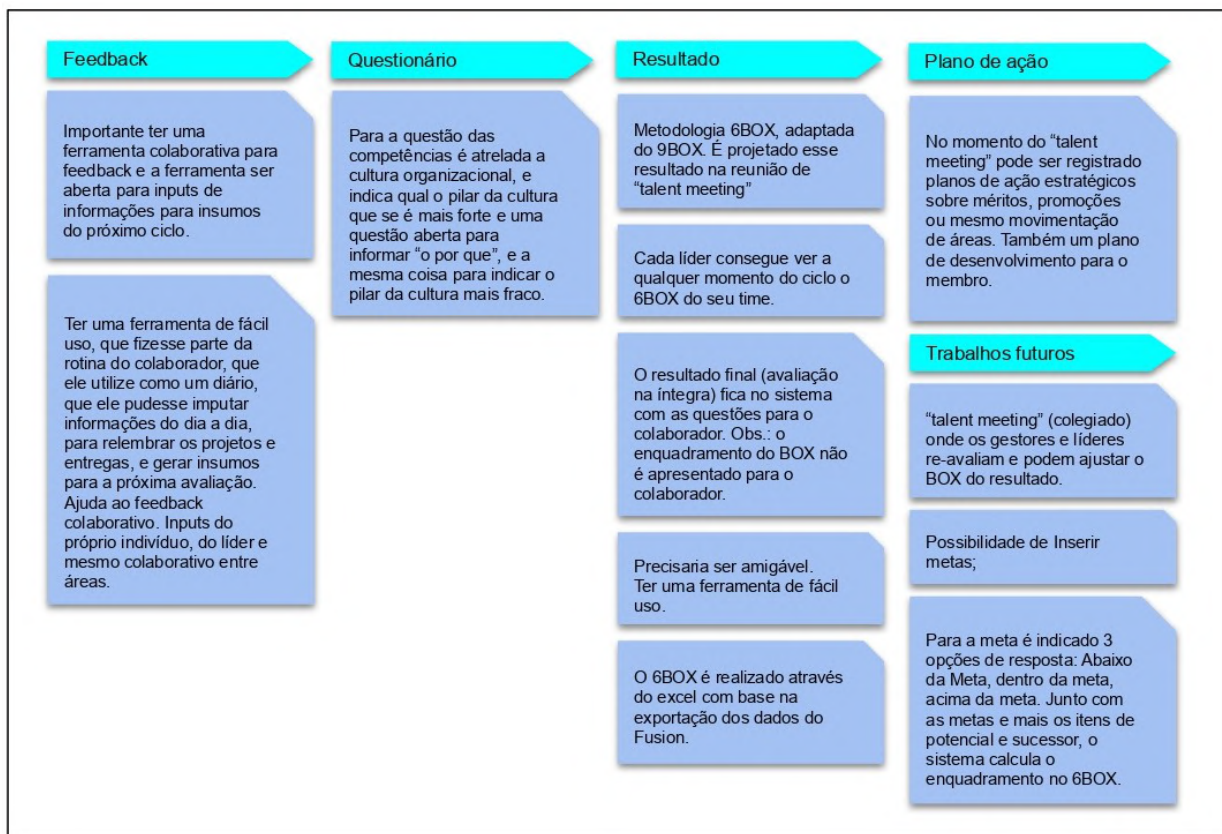 Feedback
Importante ter uma
ferramenta colaborativa para
feedback e a ferramenta ser
aberta para inputs de
informações para insumos
do próximo ciclo.
Ter uma ferramenta de fácil
uso, que fizesse parte da
rotina do colaborador, que
ele utilize como um diário,
que ele pudesse imputar
informações do dia a dia,
para relembrar os projetos e
entregas, e gerar insumos
para a próxima avaliação.
Ajuda ao feedback
colaborativo. Inputs do
próprio indivíduo, do líder e
mesmo colaborativo entre
áreas.
Questionário
Para a questão das
competências é atrelada a
cultura organizacional, e
indica qual o pilar da cultura
que se é mais forte e uma
questão aberta para
informar “o por que”, e a
mesma coisa para indicar o
pilar da cultura mais fraco.
Resultado
Metodologia 6BOX, adaptada
do 9BOX. É projetado esse
resultado na reunião de
“talent meeting”
Cada líder consegue ver a
qualquer momento do ciclo o
6BOX do seu time.
O resultado final (avaliação
na íntegra) fica no sistema
com as questões para o
colaborador. Obs.: o
enquadramento do BOX não
é apresentado para o
colaborador.
Precisaria ser amigável.
Ter uma ferramenta de fácil
uso.
O 6BOX é realizado através
do excel com base na
exportação dos dados do
Fusion.
Plano de ação
No momento do “talent
meeting” pode ser registrado
planos de ação estratégicos
sobre méritos, promoções
ou mesmo movimentação
de áreas. Também um plano
de desenvolvimento para o
membro.
Trabalhos futuros
“talent meeting” (colegiado)
onde os gestores e líderes
re-avaliam e podem ajustar o
BOX do resultado.
Possibilidade de Inserir
metas;
Para a meta é indicado 3
opções de resposta: Abaixo
da Meta, dentro da meta,
acima da meta. Junto com
as metas e mais os itens de
potencial e sucessor, o
sistema calcula o
enquadramento no 6BOX.